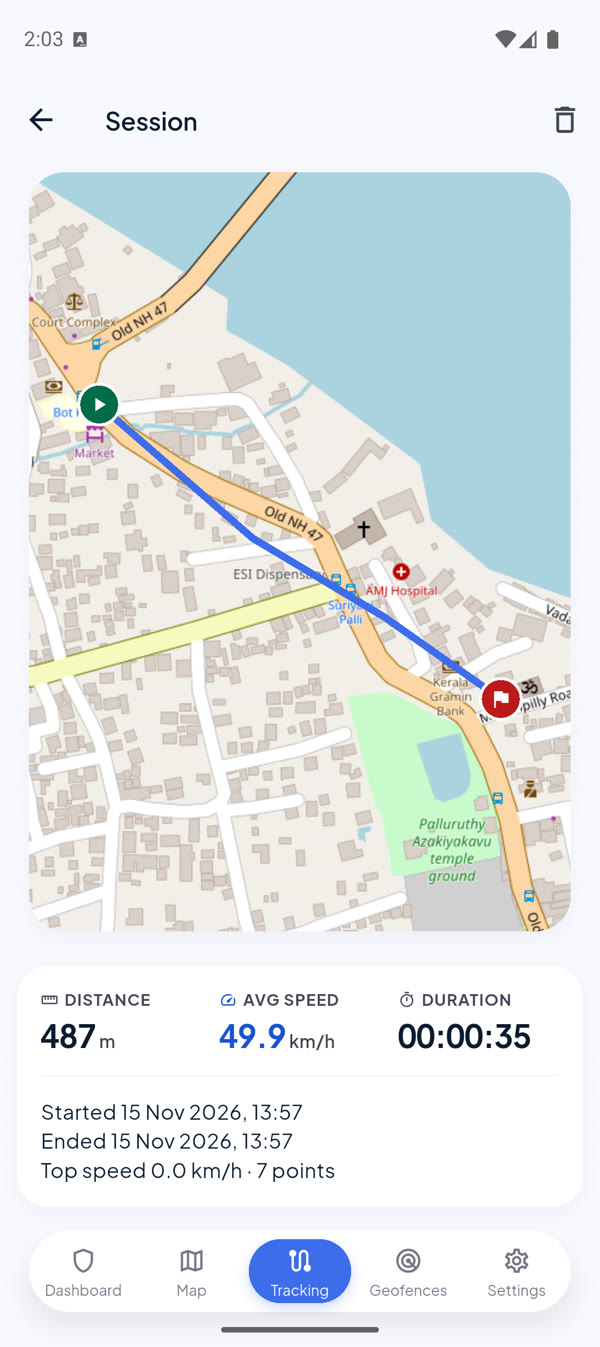 2:03
Session
Old NH 47
Court Complex
Market
Old NH 47
ESI Dispensary
AMJ Hospital
Suriya
Palli
Kerala
Gramin
Bank
Palluruthy
Azakiyakavu
temple
ground
Old
DISTANCE AVG SPEED DURATION
487 m 49.9 km/h 00:00:35
Started 15 Nov 2026, 13:57
Ended 15 Nov 2026, 13:57
Top speed 0.0 km/h · 7 points
Dashboard Map Tracking Geofences Settings